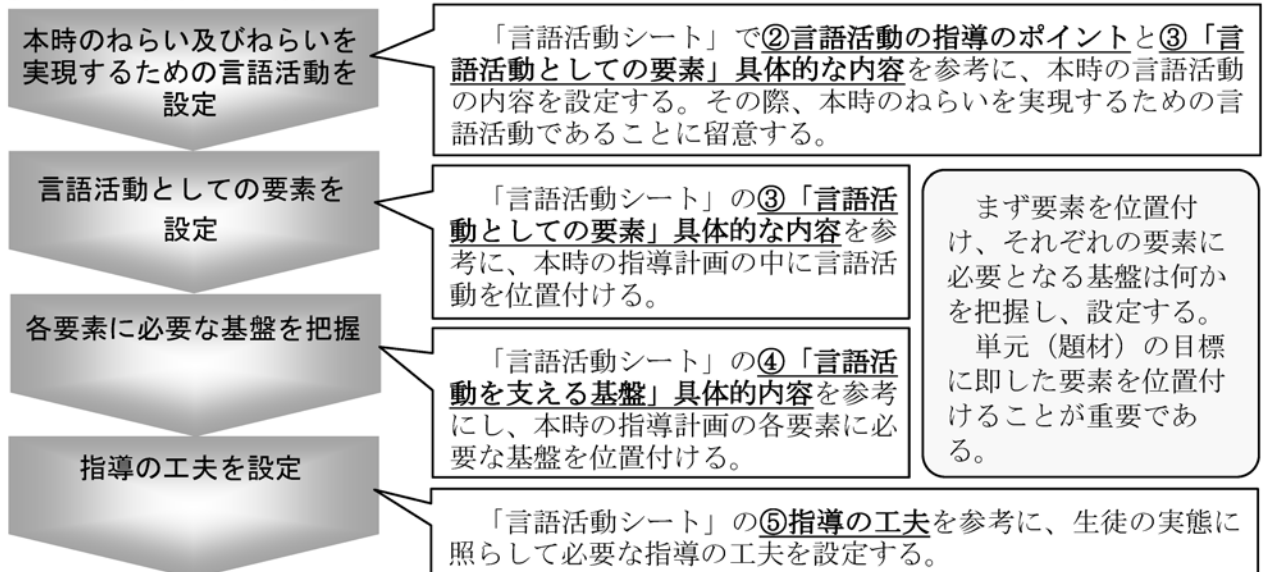 本時のねらい及びねらいを
実現するための言語活動を
設定
「言語活動シート」で②言語活動の指導のポイントと③「言
語活動としての要素」具体的な内容を参考に、本時の言語活動
の内容を設定する。その際、本時のねらいを実現するための言
語活動であることに留意する。
言語活動としての要素を
設定
「言語活動シート」の③「言語活
動としての要素」具体的な内容を参
考に、本時の指導計画の中に言語活
動を位置付ける。
まず要素を位置付
け、それぞれの要素に
必要となる基盤は何か
を把握し、設定する。
単元（題材）の目標
に即した要素を位置付
けることが重要であ
る。
各要素に必要な基盤を把握
「言語活動シート」の④「言語活
動を支える基盤」具体的内容を参考
にし、本時の指導計画の各要素に必
要な基盤を位置付ける。
指導の工夫を設定
「言語活動シート」の⑤指導の工夫を参考に、生徒の実態に
照らして必要な指導の工夫を設定する。